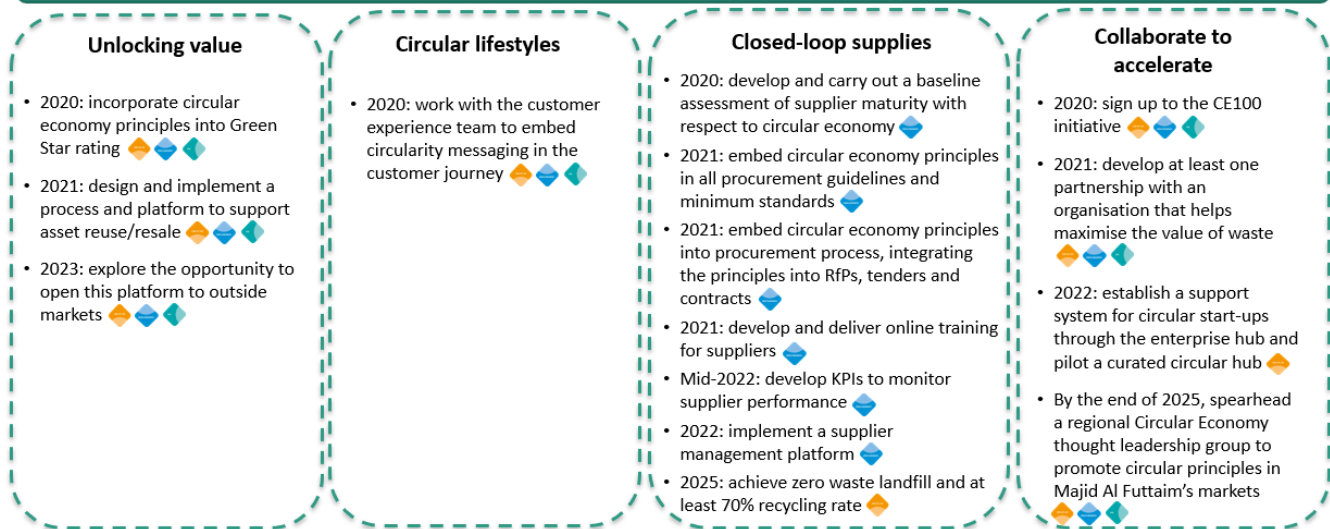 Unlocking value
• 2020: incorporate circular
economy principles into Green
Star rating
• 2021: design and implement a
process and platform to support
asset reuse/resale
• 2023: explore the opportunity to
open this platform to outside
markets
Circular lifestyles
• 2020: work with the customer
experience team to embed
circularity messaging in the
customer journey
Closed-loop supplies
• 2020: develop and carry out a baseline
assessment of supplier maturity with
respect to circular economy
• 2021: embed circular economy principles
in all procurement guidelines and
minimum standards
• 2021: embed circular economy principles
into procurement process, integrating
the principles into RfPs, tenders and
contracts
• 2021: develop and deliver online training
for suppliers
• Mid-2022: develop KPIs to monitor
supplier performance
• 2022: implement a supplier
management platform
• 2025: achieve zero waste landfill and at
least 70% recycling rate
Collaborate to
accelerate
• 2020: sign up to the CE100
initiative
• 2021: develop at least one
partnership with an
organisation that helps
maximise the value of waste
• 2022: establish a support
system for circular start-ups
through the enterprise hub and
pilot a curated circular hub
• By the end of 2025, spearhead
a regional Circular Economy
thought leadership group to
promote circular principles in
Majid Al Futtaim's markets